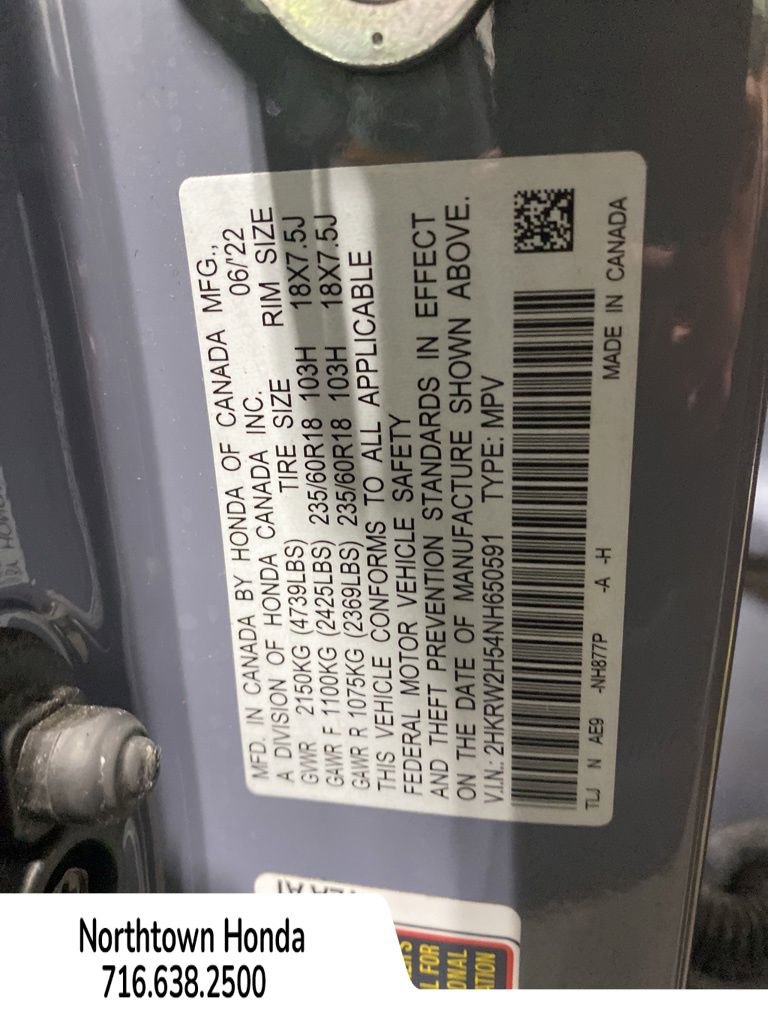 MFD. IN CANADA BY HONDA OF CANADA MFG.,
A DIVISION OF HONDA CANADA INC. 06/'22
GVWR 2150KG (4739LBS) TIRE SIZE RIM SIZE
GAWR F 1100KG (2425LBS) 235/60R18 103H 18X7.5J
GAWR R 1075KG (2369LBS) 235/60R18 103H 18X7.5J
THIS VEHICLE CONFORMS TO ALL APPLICABLE
FEDERAL MOTOR VEHICLE SAFETY
AND THEFT PREVENTION STANDARDS IN EFFECT
ON THE DATE OF MANUFACTURE SHOWN ABOVE.
V.I.N.: 2HKRW2H54NH650591 TYPE: MPV
TLJ N AE9 -NH877P -A -H MADE IN CANADA
Northtown Honda
716.638.2500